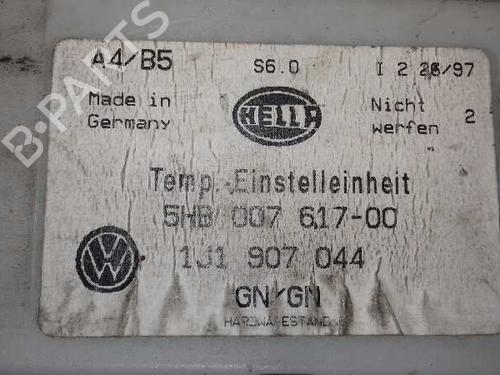 A4/B5 S6.0 I 2 26/97
Made in Germany
HELLA
Nicht werfen 2
Temp.-Einstelleinheit
5HB 007 617-00
1J1 907 044
GN/GN
HARDWARESTAND
B-PARTS